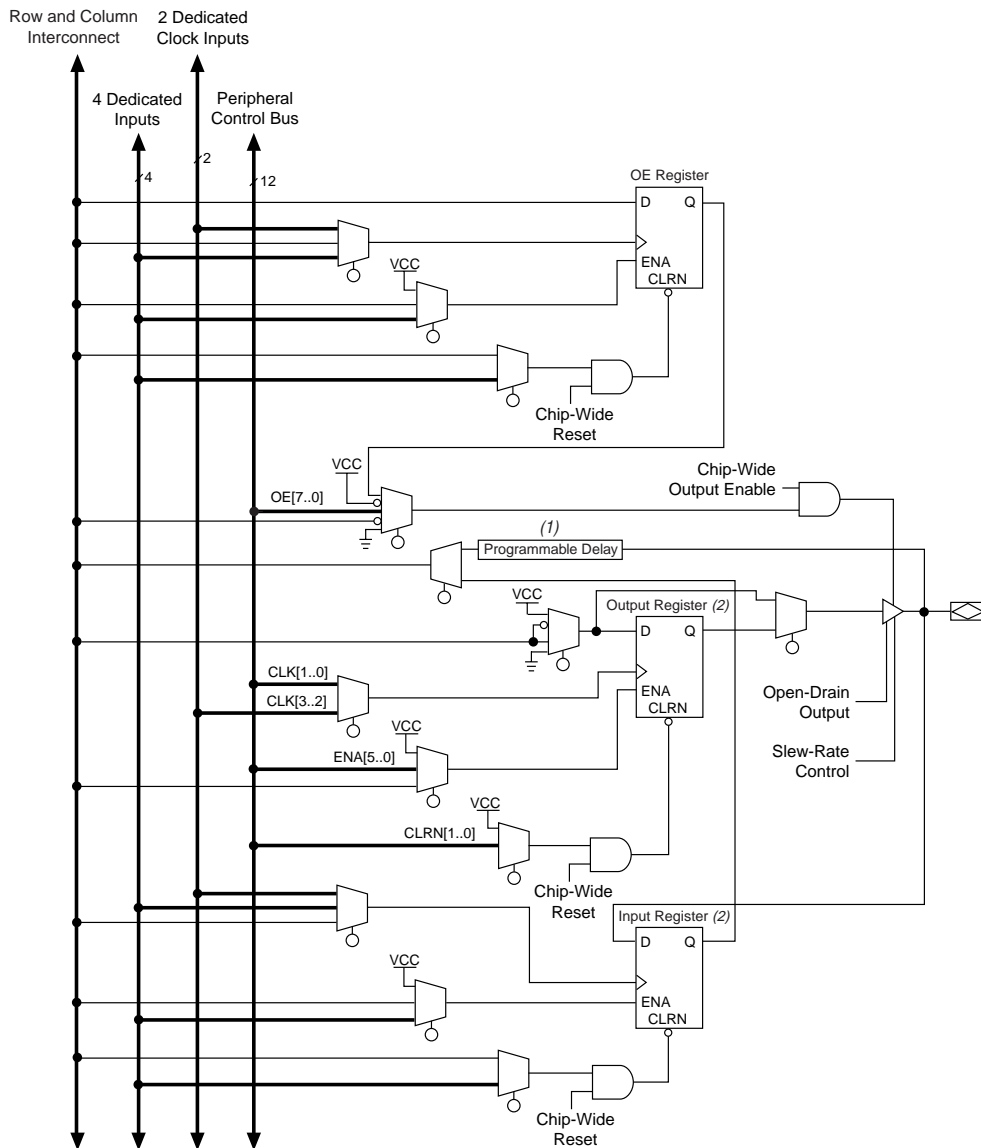 Row and Column
Interconnect
2 Dedicated
Clock Inputs
4 Dedicated
Inputs
Peripheral
Control Bus
2
4
12
OE Register
D Q
ENA
CLRN
VCC
Chip-Wide
Reset
VCC
OE[7..0]
Chip-Wide
Output Enable
(1)
Programmable Delay
VCC
Output Register (2)
D Q
ENA
CLRN
CLK[1..0]
CLK[3..2]
Open-Drain
Output
VCC
ENA[5..0]
Slew-Rate
Control
VCC
CLRN[1..0]
Chip-Wide
Reset
Input Register (2)
D Q
ENA
CLRN
VCC
Chip-Wide
Reset